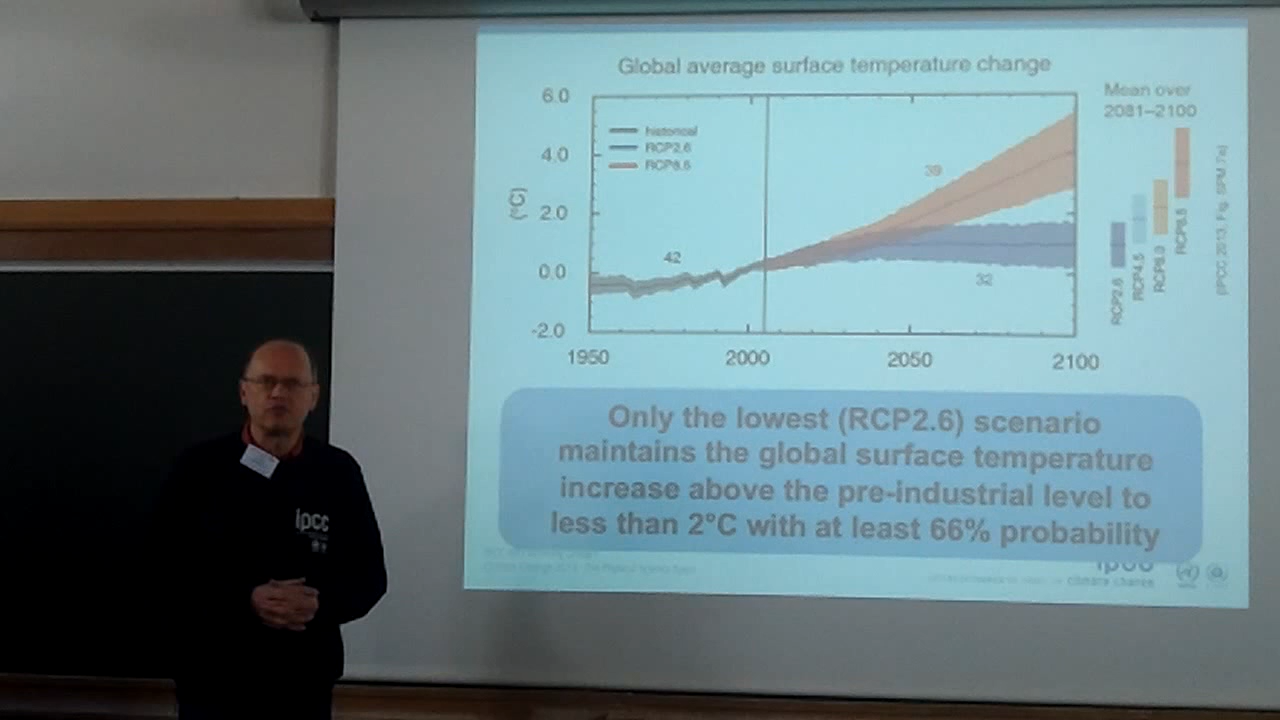 Global average surface temperature change
6.0
4.0
2.0
0.0
-2.0
(°C)
historical
RCP2.6
RCP8.5
42
39
32
1950
2000
2050
2100
Mean over
2081–2100
RCP2.6
RCP4.5
RCP6.0
RCP8.5
(IPCC 2013, Fig. SPM.7a)
Only the lowest (RCP2.6) scenario
maintains the global surface temperature
increase above the pre-industrial level to
less than 2°C with at least 66% probability
ipcc
climate change
ipcc